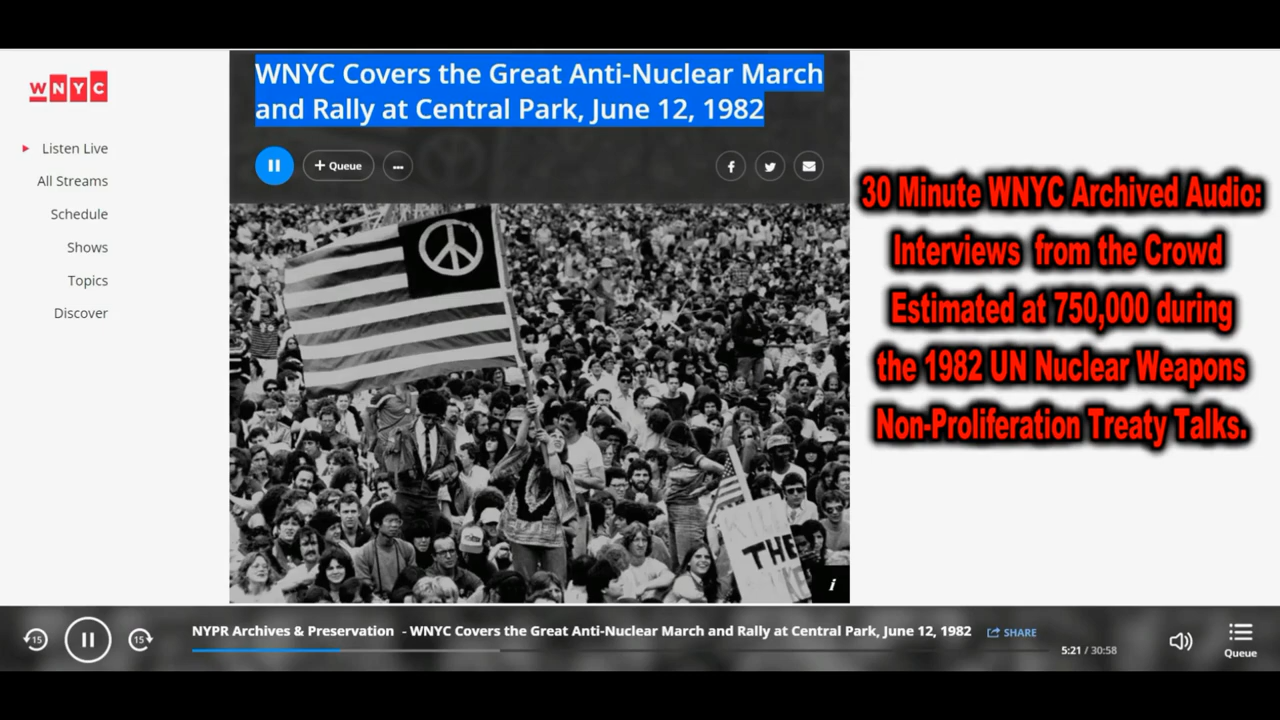 WNYC
Listen Live
All Streams
Schedule
Shows
Topics
Discover
WNYC Covers the Great Anti-Nuclear March
and Rally at Central Park, June 12, 1982
+ Queue
30 Minute WNYC Archived Audio:
Interviews from the Crowd
Estimated at 750,000 during
the 1982 UN Nuclear Weapons
Non-Proliferation Treaty Talks.
THE
i
15
15
NYPR Archives & Preservation - WNYC Covers the Great Anti-Nuclear March and Rally at Central Park, June 12, 1982
SHARE
5:21 / 30:58
Queue